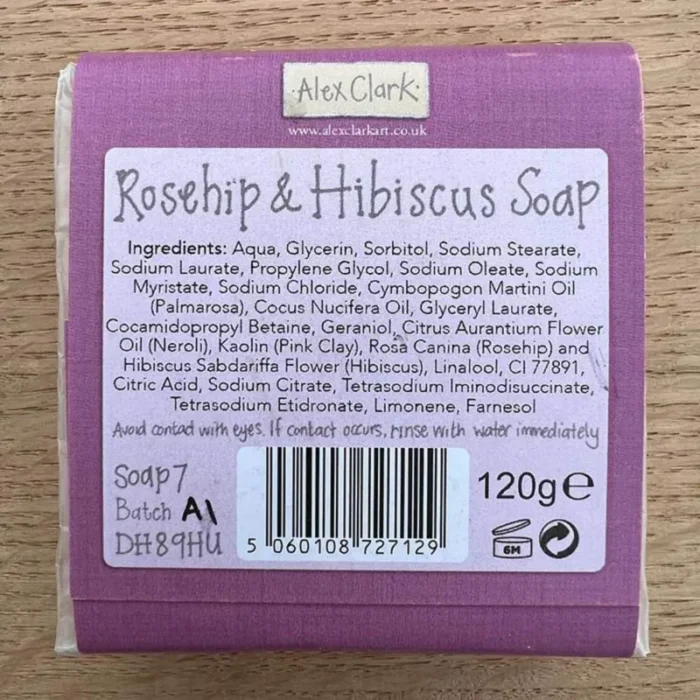 Alex Clark
www.alexclarkart.co.uk
Rosehip & Hibiscus Soap
Ingredients: Aqua, Glycerin, Sorbitol, Sodium Stearate,
Sodium Laurate, Propylene Glycol, Sodium Oleate, Sodium
Myristate, Sodium Chloride, Cymbopogon Martini Oil
(Palmarosa), Cocus Nucifera Oil, Glyceryl Laurate,
Cocamidopropyl Betaine, Geraniol, Citrus Aurantium Flower
Oil (Neroli), Kaolin (Pink Clay), Rosa Canina (Rosehip) and
Hibiscus Sabdariffa Flower (Hibiscus), Linalool, CI 77891,
Citric Acid, Sodium Citrate, Tetrasodium Iminodisuccinate,
Tetrasodium Etidronate, Limonene, Farnesol
Avoid contact with eyes. If contact occurs, rinse with water immediately
Soap7
Batch A1
DH89HU
5 060108 727129
120g e
6M